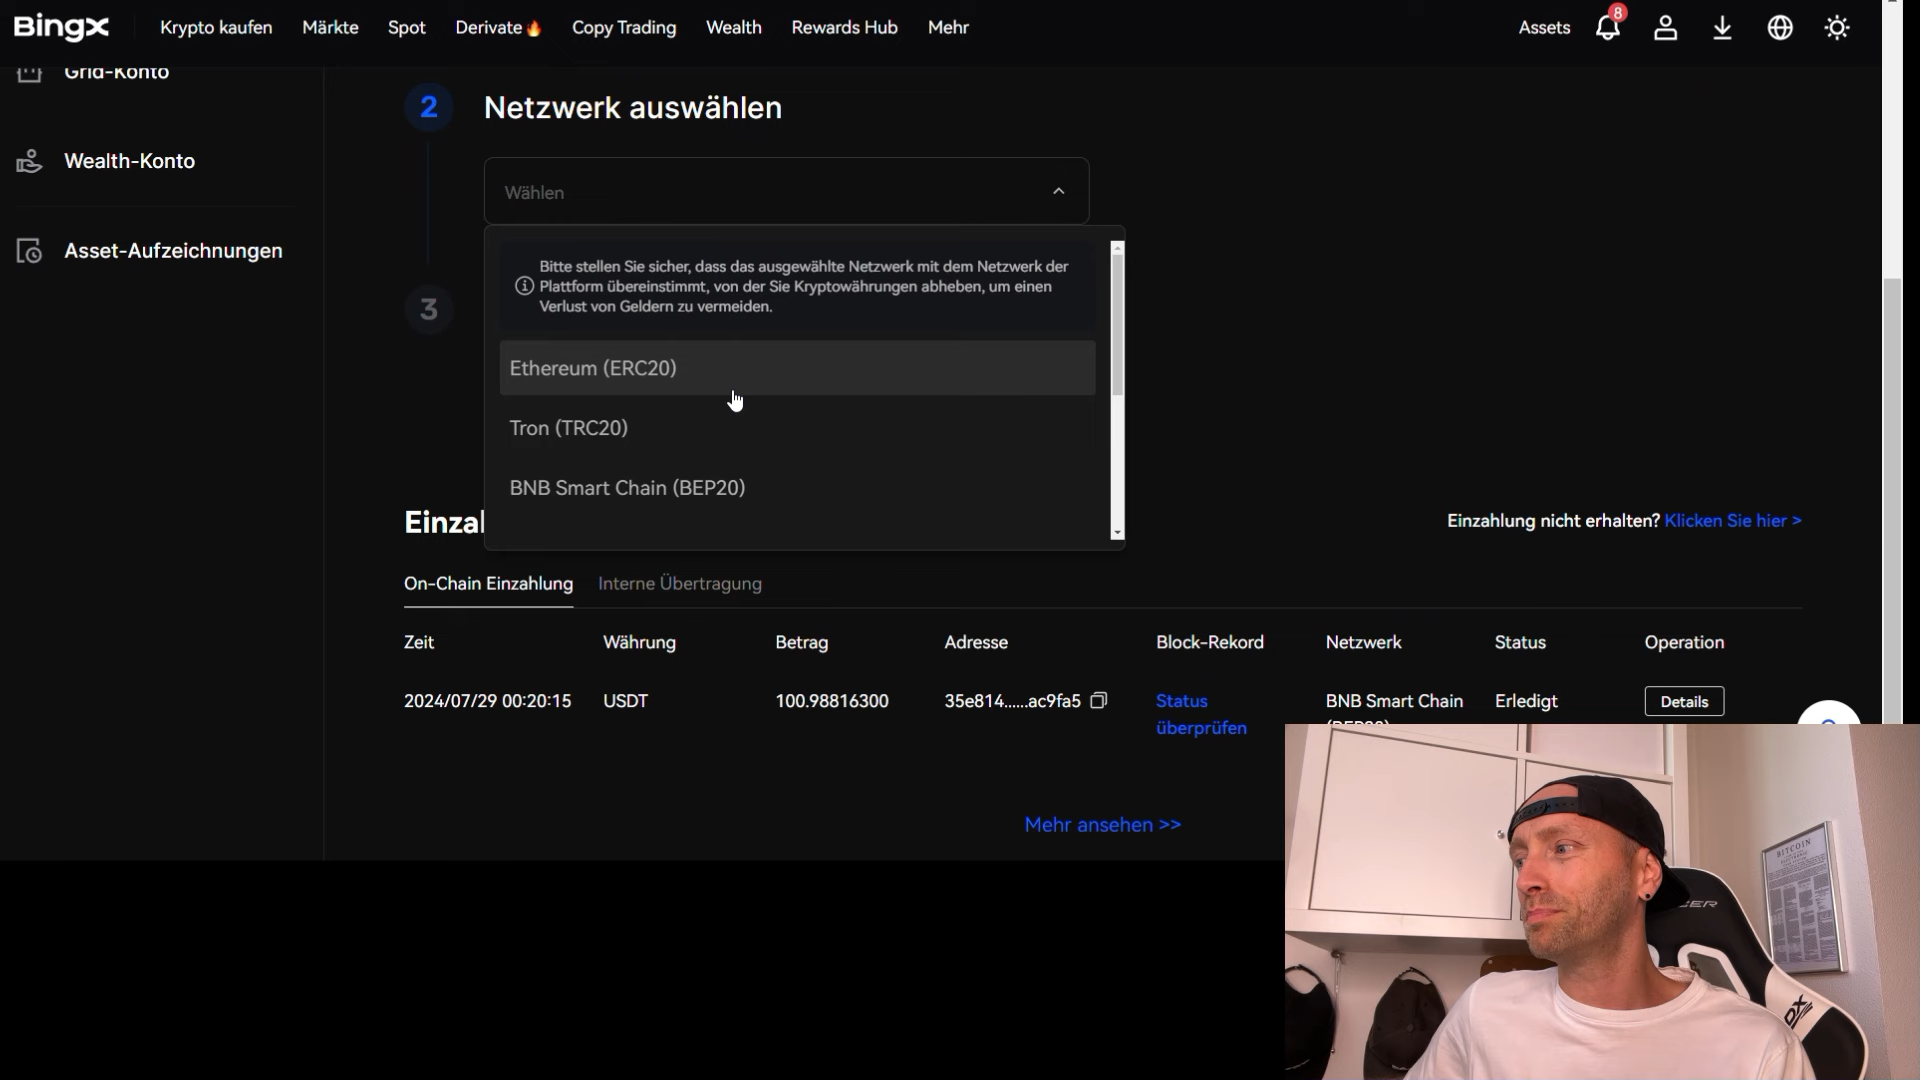 BingX
Krypto kaufen
Märkte
Spot
Derivate
Copy Trading
Wealth
Rewards Hub
Mehr
Assets
8
Grid-Konto
Wealth-Konto
Asset-Aufzeichnungen
2
Netzwerk auswählen
Wählen
Bitte stellen Sie sicher, dass das ausgewählte Netzwerk mit dem Netzwerk der
Plattform übereinstimmt, von der Sie Kryptowährungen abheben, um einen
Verlust von Geldern zu vermeiden.
3
Ethereum (ERC20)
Tron (TRC20)
BNB Smart Chain (BEP20)
Einzal
Einzahlung nicht erhalten? Klicken Sie hier >
On-Chain Einzahlung
Interne Übertragung
Zeit
Währung
Betrag
Adresse
Block-Rekord
Netzwerk
Status
Operation
2024/07/29 00:20:15
USDT
100.98816300
35e814......ac9fa5
Status
überprüfen
BNB Smart Chain
Erledigt
Details
Mehr ansehen >>
BITCOIN